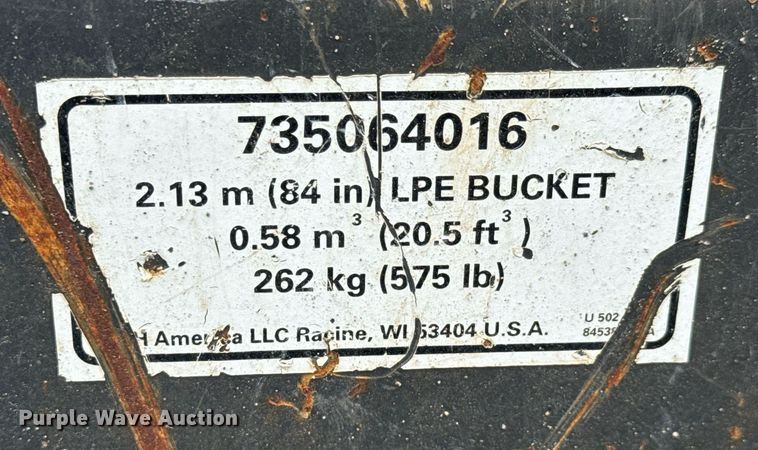 735064016
2.13 m (84 in) LPE BUCKET
0.58 m³ (20.5 ft³)
262 kg (575 lb)
America LLC Racine, WI 53404 U.S.A.
U 502
Purple Wave Auction